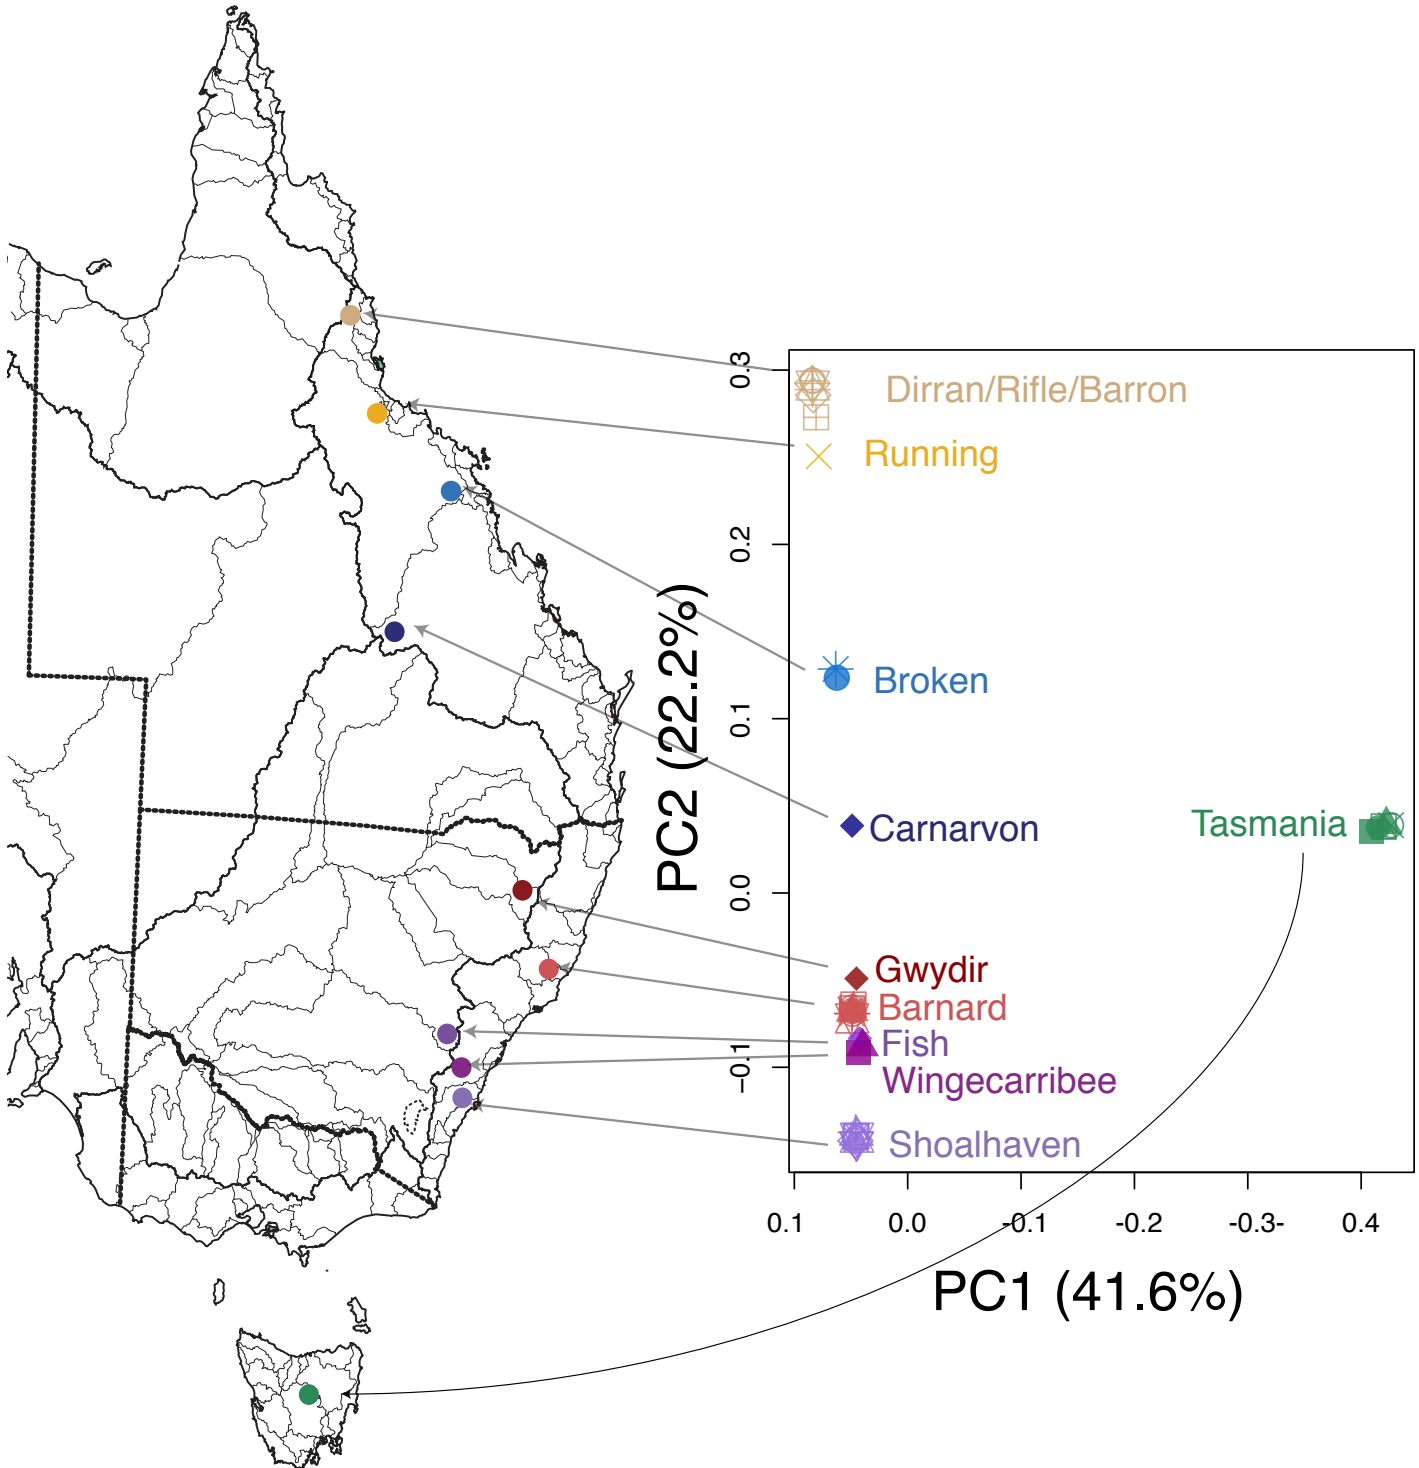 0.3
Dirran/Rifle/Barron
Running
0.2
PC2 (22.2%)
Broken
0.1
Carnarvon
Tasmania
0.0
Gwydir
Barnard
Fish
−0.1
Wingecarribee
Shoalhaven
0.1 0.0 -0.1 -0.2 -0.3- 0.4
PC1 (41.6%)